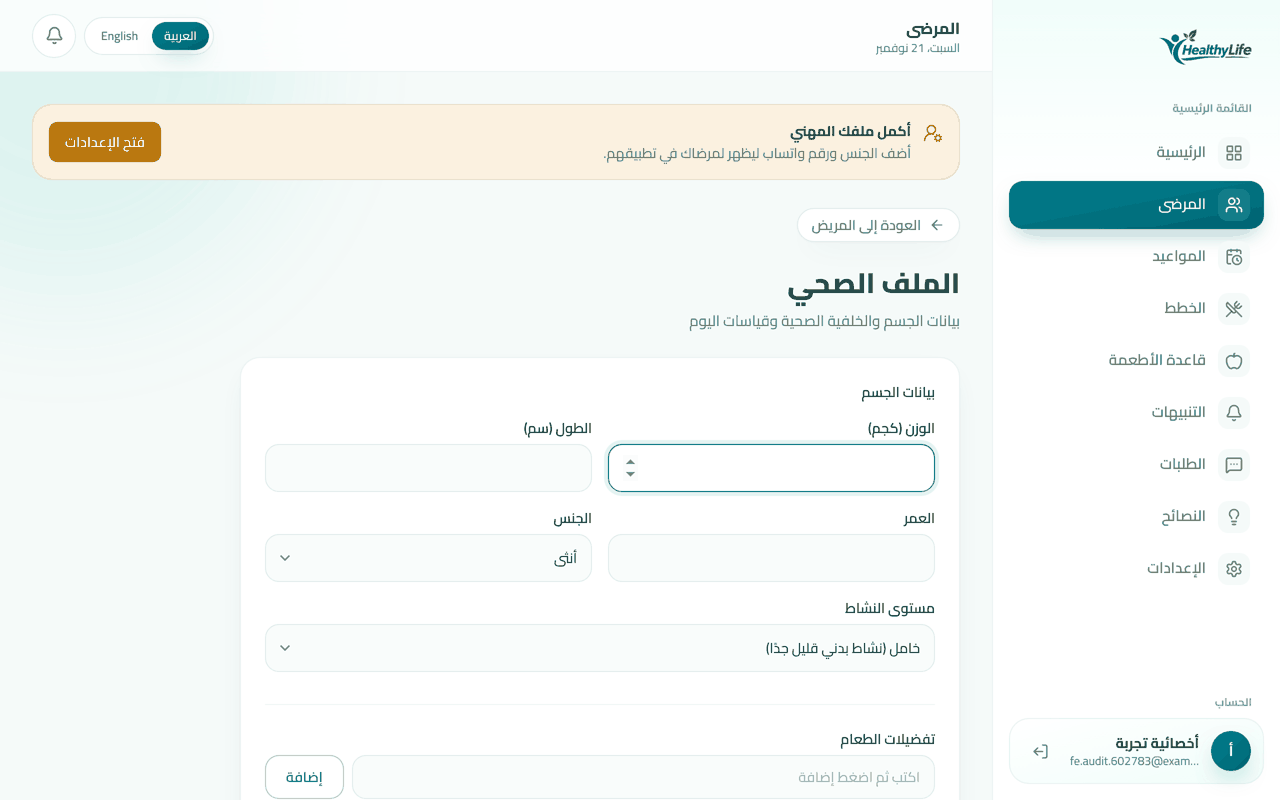 HealthyLife
القائمة الرئيسية
الرئيسية
المرضى
المواعيد
الخطط
قاعدة الأطعمة
التنبيهات
الطلبات
النصائح
الإعدادات
الحساب
أ
أخصائية تجربة
fe.audit.602783@exam...
المرضى
السبت، 21 نوفمبر
العربية
English
أكمل ملفك المهني
أضف الجنس ورقم واتساب ليظهر لمرضاك في تطبيقهم.
فتح الإعدادات
العودة إلى المريض
الملف الصحي
بيانات الجسم والخلفية الصحية وقياسات اليوم
بيانات الجسم
الوزن (كجم)
الطول (سم)
العمر
الجنس
أنثى
مستوى النشاط
خامل (نشاط بدني قليل جدًا)
تفضيلات الطعام
اكتب ثم اضغط إضافة
إضافة